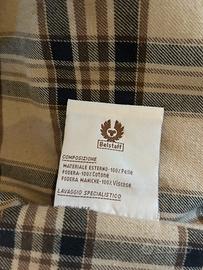 Belstaff
COMPOSIZIONE
MATERIALE ESTERNO-100%Pelle
FODERA-100%Cotone
FODERA MANICHE-100%Viscosa
LAVAGGIO SPECIALISTICO